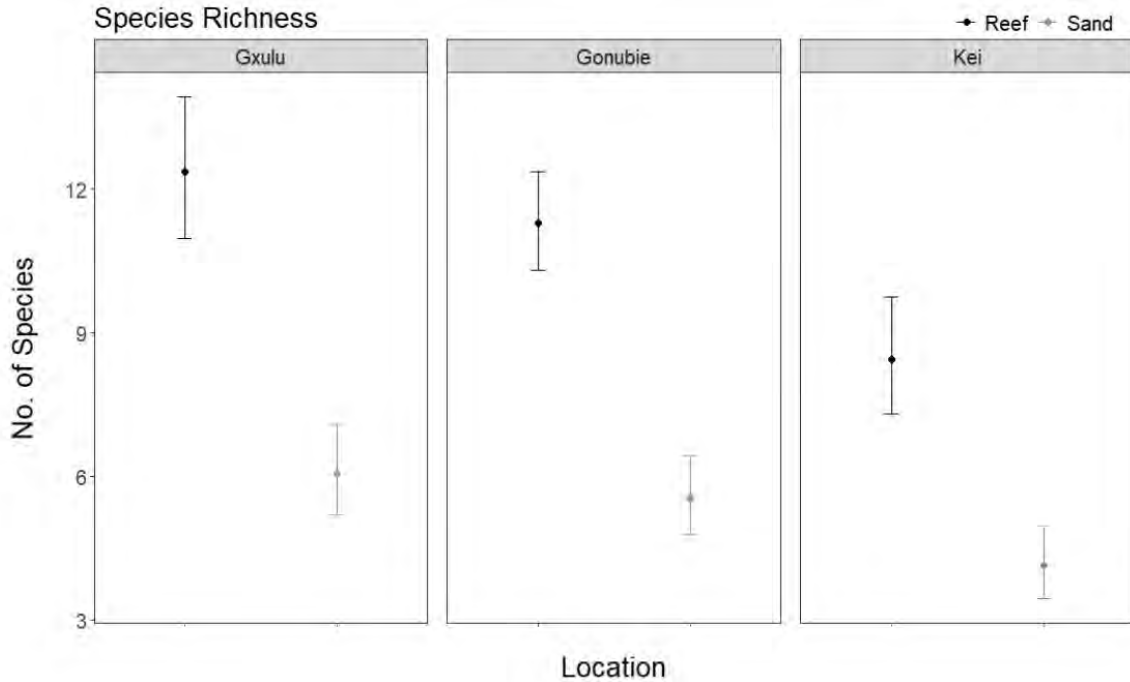 Species Richness
Reef Sand
Gxulu Gonubie Kei
No. of Species
12
9
6
3
Location